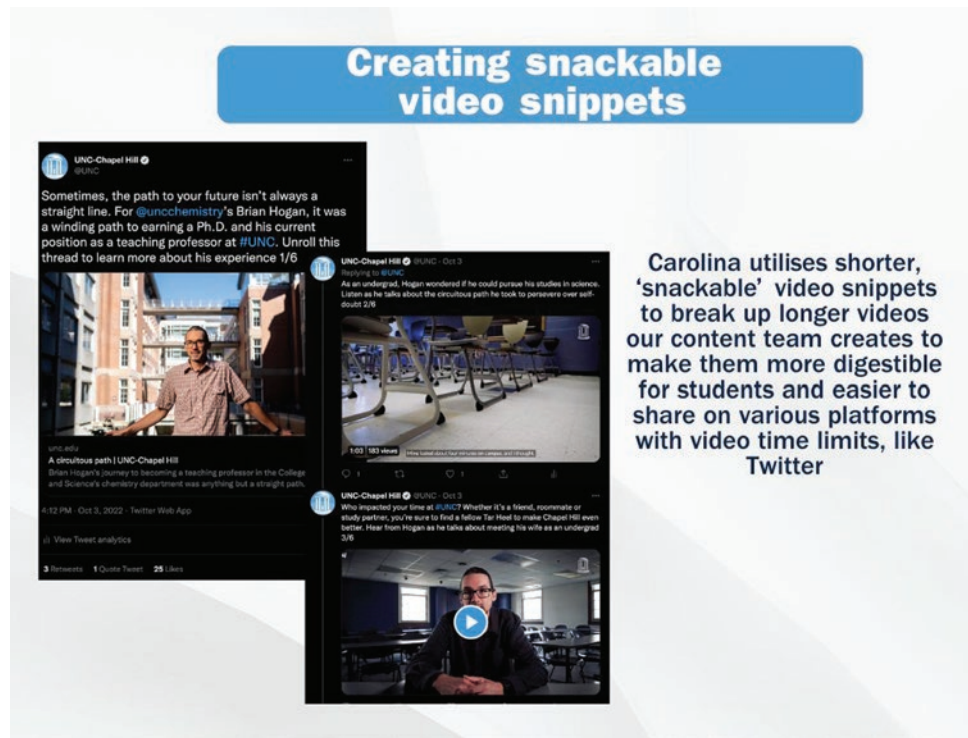 Creating snackable
video snippets
UNC-Chapel Hill
@UNC
Sometimes, the path to your future isn't always a
straight line. For @uncchemistry's Brian Hogan, it was
a winding path to earning a Ph.D. and his current
position as a teaching professor at #UNC. Unroll this
thread to learn more about his experience 1/6
unc.edu
A circuitous path | UNC-Chapel Hill
Brian Hogan's journey to becoming a teaching professor in the College
and Science's chemistry department was anything but a straight path.
4:12 PM · Oct 3, 2022 · Twitter Web App
View Tweet analytics
3 Retweets 1 Quote Tweet 25 Likes
UNC-Chapel Hill @UNC · Oct 3
Replying to @UNC
As an undergrad, Hogan wondered if he could pursue his studies in science.
Listen as he talks about the circuitous path he took to persevere over self-
doubt 2/6
1:03 183 views
1 1
UNC-Chapel Hill @UNC · Oct 3
Who impacted your time at #UNC? Whether it's a friend, roommate or
study partner, you're sure to find a fellow Tar Heel to make Chapel Hill even
better. Hear from Hogan as he talks about meeting his wife as an undergrad
3/6
Carolina utilises shorter,
'snackable' video snippets
to break up longer videos
our content team creates to
make them more digestible
for students and easier to
share on various platforms
with video time limits, like
Twitter